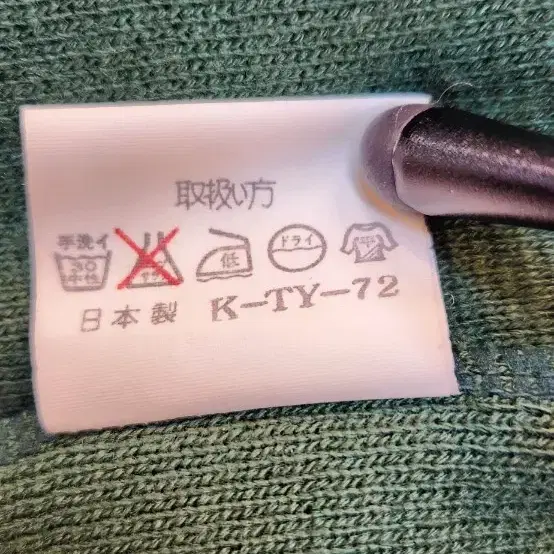 取扱い方
手洗イ
30
中性
低
ドライ
日本製 K-TY-72